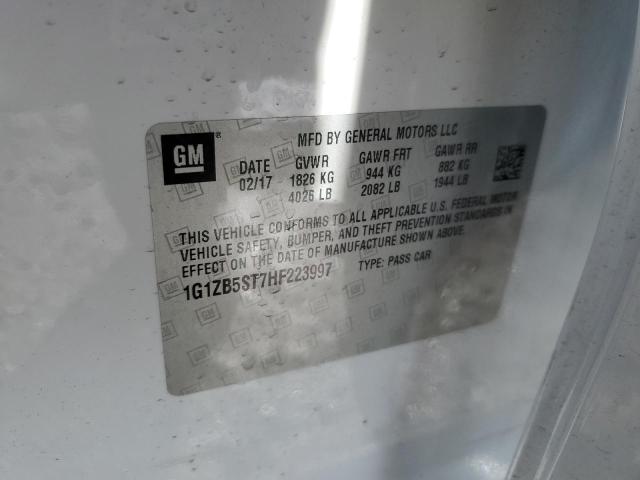 GM ®
MFD BY GENERAL MOTORS LLC
DATE GVWR GAWR FRT GAWR RR
02/17 1826 KG 944 KG 882 KG
4026 LB 2082 LB 1944 LB
THIS VEHICLE CONFORMS TO ALL APPLICABLE U.S. FEDERAL MOTOR
VEHICLE SAFETY, BUMPER, AND THEFT PREVENTION STANDARDS IN
EFFECT ON THE DATE OF MANUFACTURE SHOWN ABOVE.
1G1ZB5ST7HF223997 TYPE: PASS CAR